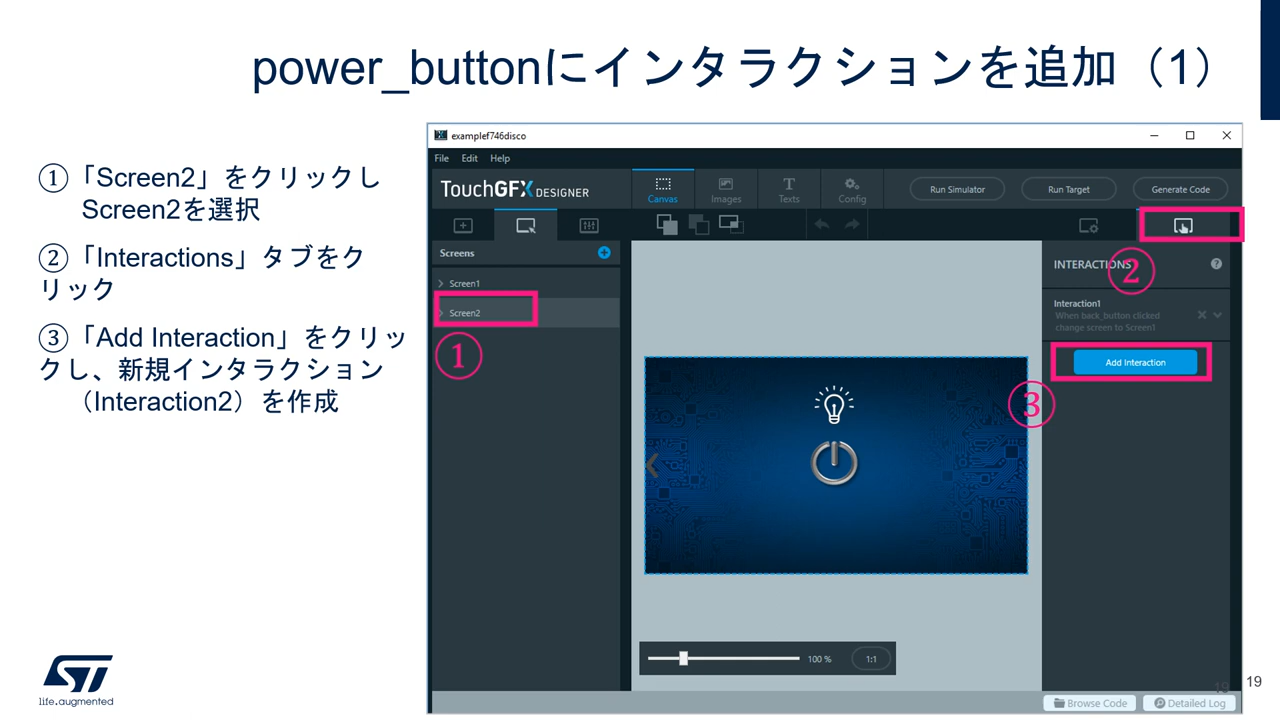 power_buttonにインタラクションを追加（1）
①「Screen2」をクリックし
Screen2を選択
②「Interactions」タブをク
リック
③「Add Interaction」をクリッ
クし、新規インタラクション
（Interaction2）を作成
examplef746disco
File Edit Help
TouchGFX DESIGNER
Canvas
Images
Texts
Config
Run Simulator
Run Target
Generate Code
Screens
Screen1
Screen2
①
INTERACTIONS
②
Interaction1
When back_button clicked
change screen to Screen1
Add Interaction
③
100 %
1:1
Browse Code
Detailed Log
ST
life.augmented
19
19